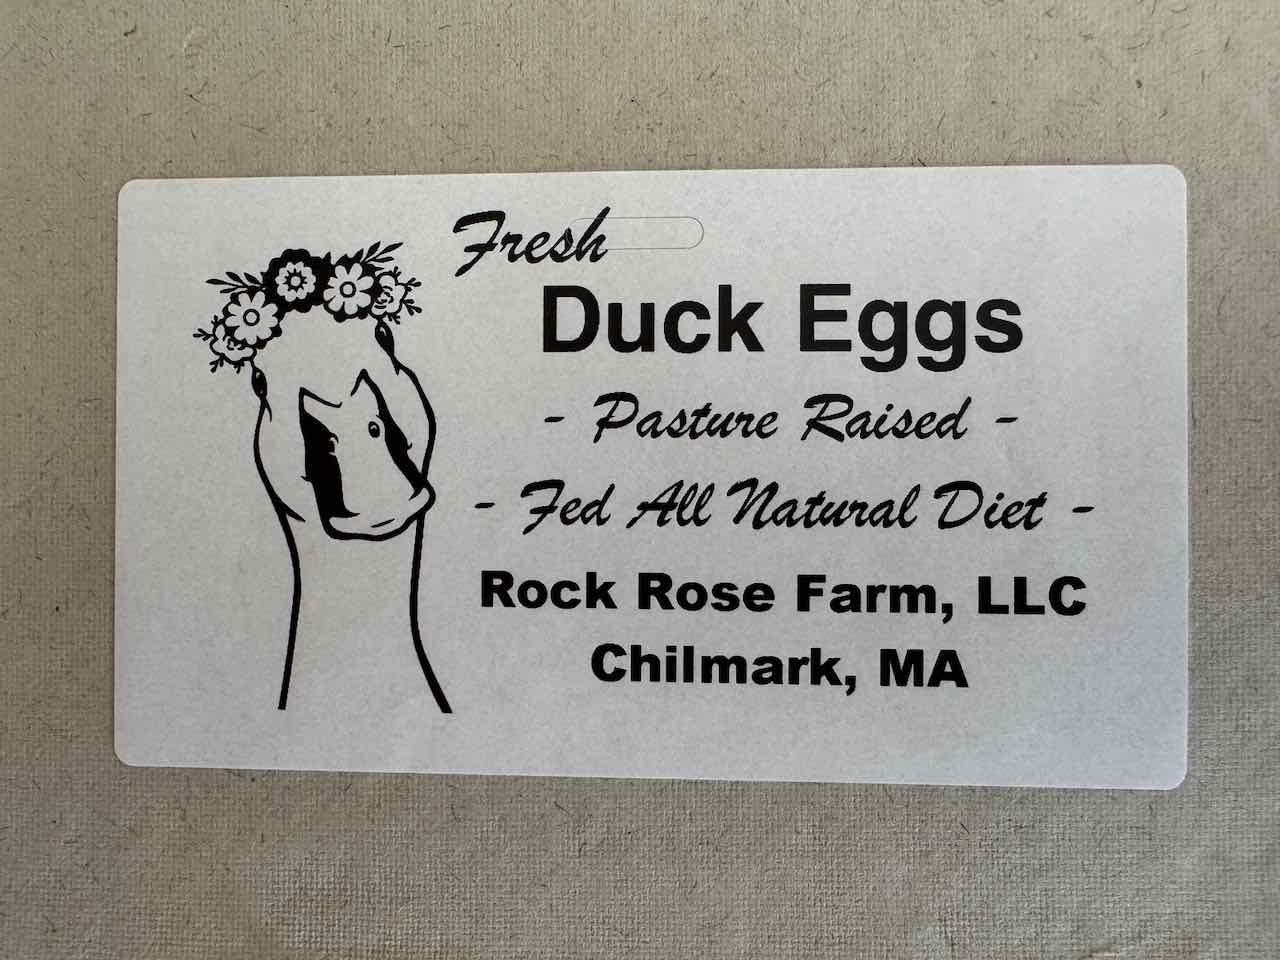 Fresh
Duck Eggs
- Pasture Raised -
- Fed All Natural Diet -
Rock Rose Farm, LLC
Chilmark, MA